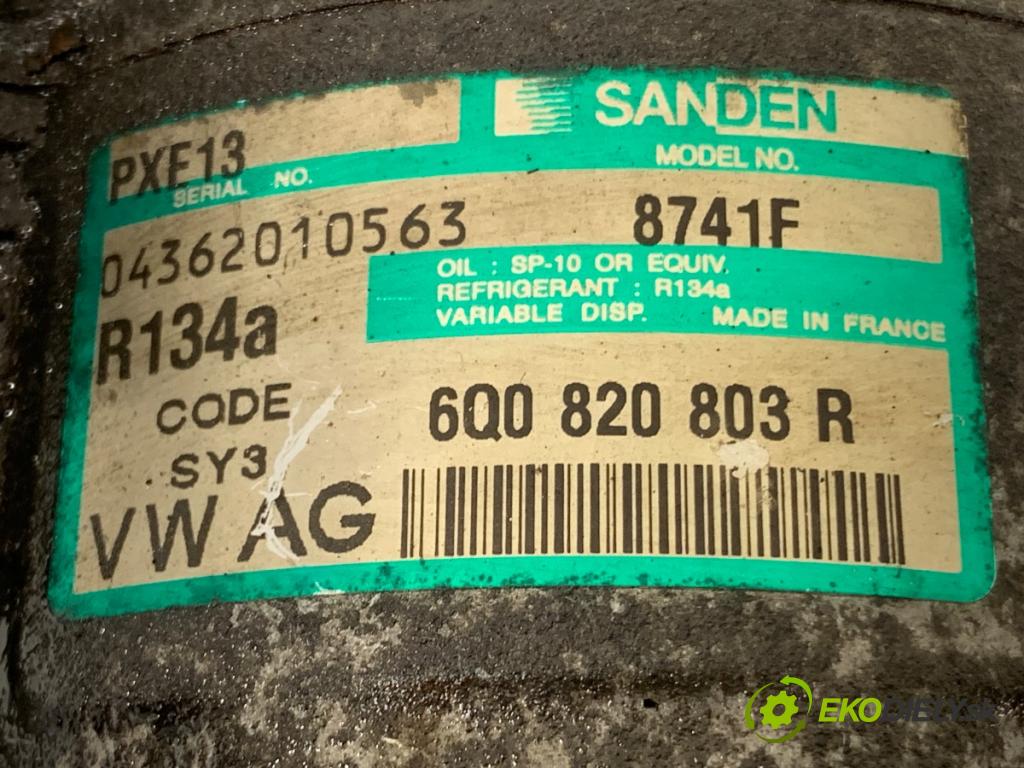 SANDEN
PXF13
MODEL NO.
SERIAL NO.
04362010563
8741F
OIL : SP-10 OR EQUIV.
REFRIGERANT : R134a
VARIABLE DISP. MADE IN FRANCE
R134a
CODE
6Q0 820 803 R
SY3
VW AG
EKODIELY.sk